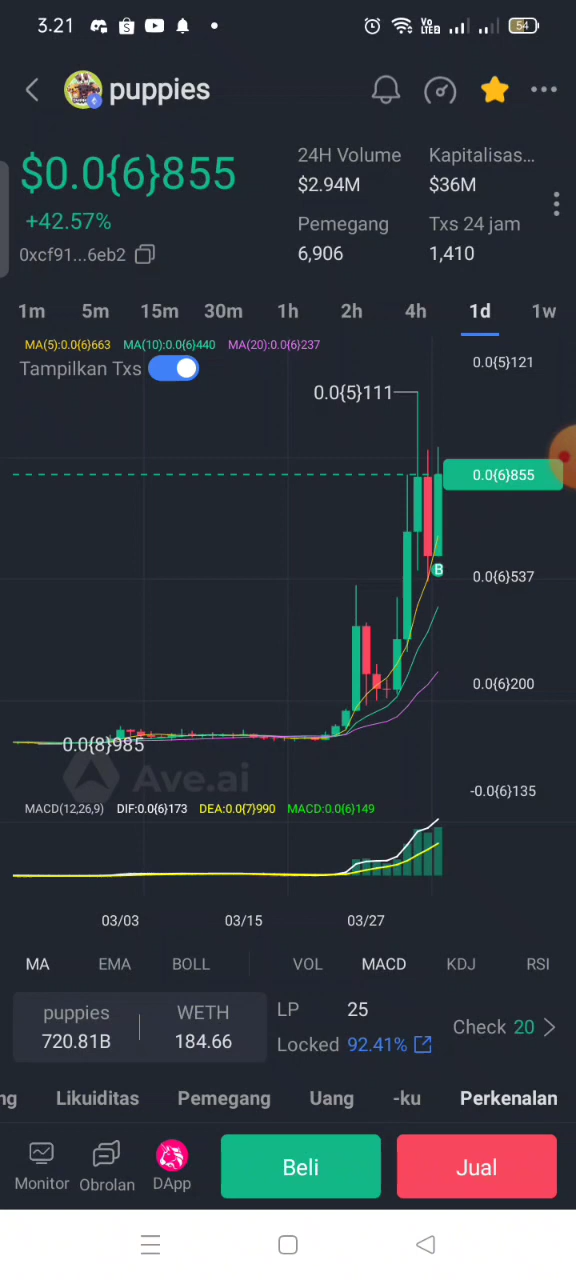 3.21
VO
LTE
54
puppies
$0.0{6}855
+42.57%
0xcf91...6eb2
24H Volume
Kapitalisas...
$2.94M
$36M
Pemegang
Txs 24 jam
6,906
1,410
1m 5m 15m 30m 1h 2h 4h 1d 1w
MA(5):0.0{6}663 MA(10):0.0{6}440 MA(20):0.0{6}237
Tampilkan Txs
0.0{5}121
0.0{5}111
0.0{6}855
B
0.0{6}537
0.0{6}200
0.0{8}985
Ave.ai
-0.0{6}135
MACD(12,26,9) DIF:0.0{6}173 DEA:0.0{7}990 MACD:0.0{6}149
03/03 03/15 03/27
MA EMA BOLL VOL MACD KDJ RSI
puppies WETH
720.81B 184.66
LP 25
Locked 92.41%
Check 20
ng Likuiditas Pemegang Uang -ku Perkenalan
Monitor Obrolan DApp
Beli
Jual